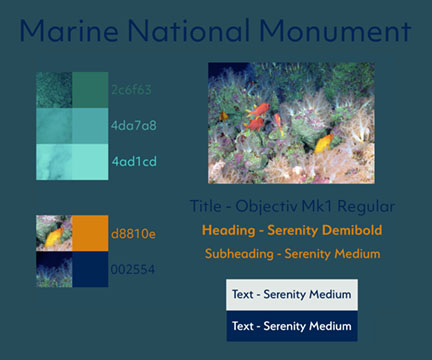 Marine National Monument
2c6f63
4da7a8
4ad1cd
d8810e
002554
Title - Objectiv Mk1 Regular
Heading - Serenity Demibold
Subheading - Serenity Medium
Text - Serenity Medium
Text - Serenity Medium